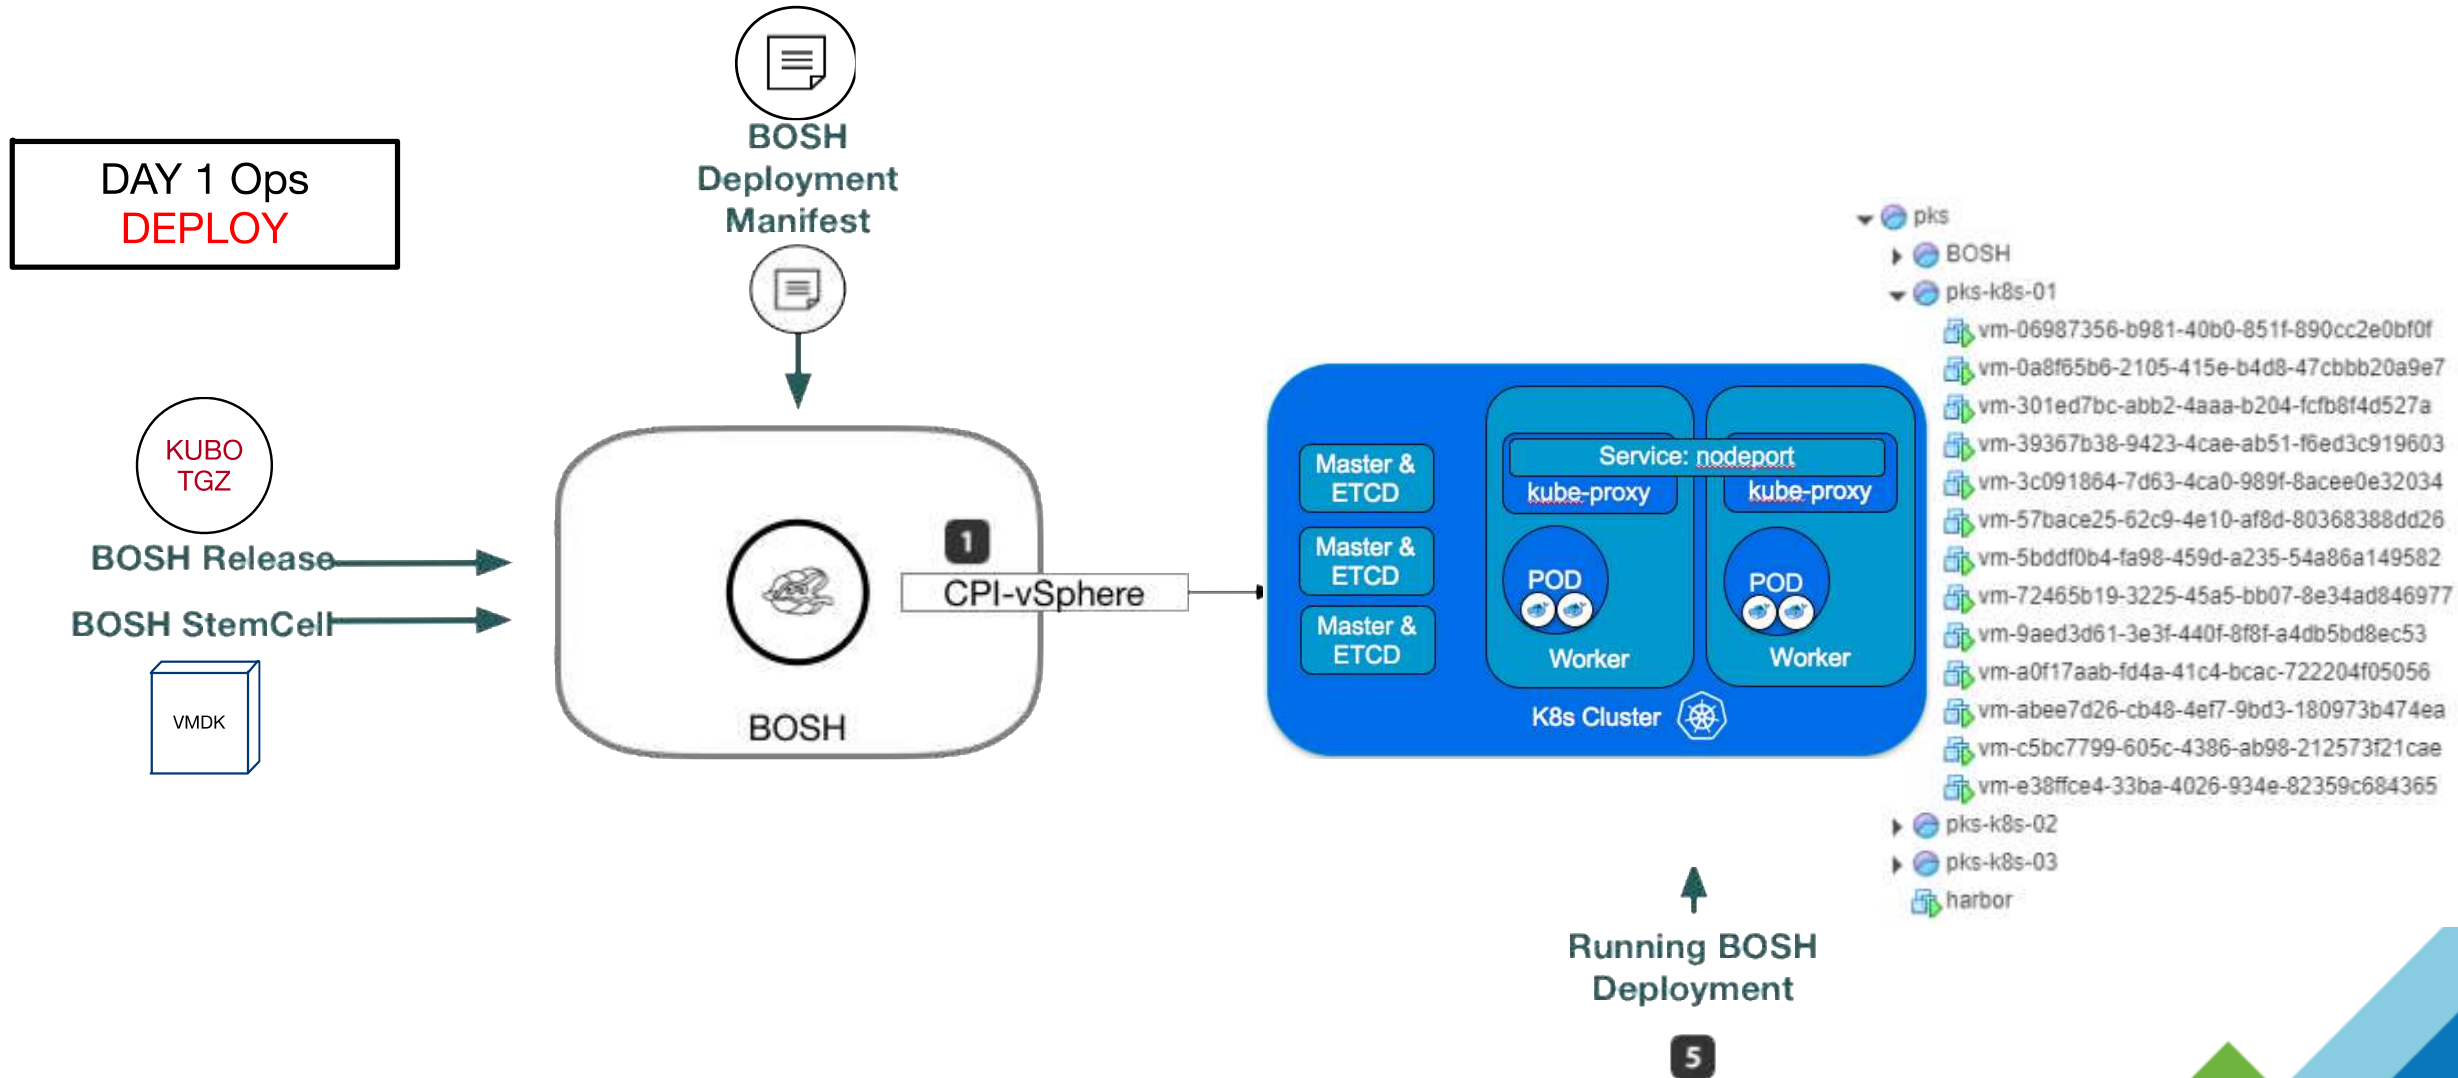 DAY 1 Ops
DEPLOY
BOSH
Deployment
Manifest
KUBO
TGZ
BOSH Release
BOSH StemCell
VMDK
1
CPI-vSphere
BOSH
Master &
ETCD
Master &
ETCD
Master &
ETCD
Service: nodeport
kube-proxy
kube-proxy
POD
POD
Worker
Worker
K8s Cluster
Running BOSH
Deployment
5
pks
BOSH
pks-k8s-01
vm-06987356-b981-40b0-851f-890cc2e0bf0f
vm-0a8f65b6-2105-415e-b4d8-47cbbb20a9e7
vm-301ed7bc-abb2-4aaa-b204-fcfb8f4d527a
vm-39367b38-9423-4cae-ab51-f6ed3c919603
vm-3c091864-7d63-4ca0-989f-8acee0e32034
vm-57bace25-62c9-4e10-af8d-80368388dd26
vm-5bddf0b4-fa98-459d-a235-54a86a149582
vm-72465b19-3225-45a5-bb07-8e34ad846977
vm-9aed3d61-3e3f-440f-8f8f-a4db5bd8ec53
vm-a0f17aab-fd4a-41c4-bcac-722204f05056
vm-abee7d26-cb48-4ef7-9bd3-180973b474ea
vm-c5bc7799-605c-4386-ab98-212573f21cae
vm-e38ffce4-33ba-4026-934e-82359c684365
pks-k8s-02
pks-k8s-03
harbor